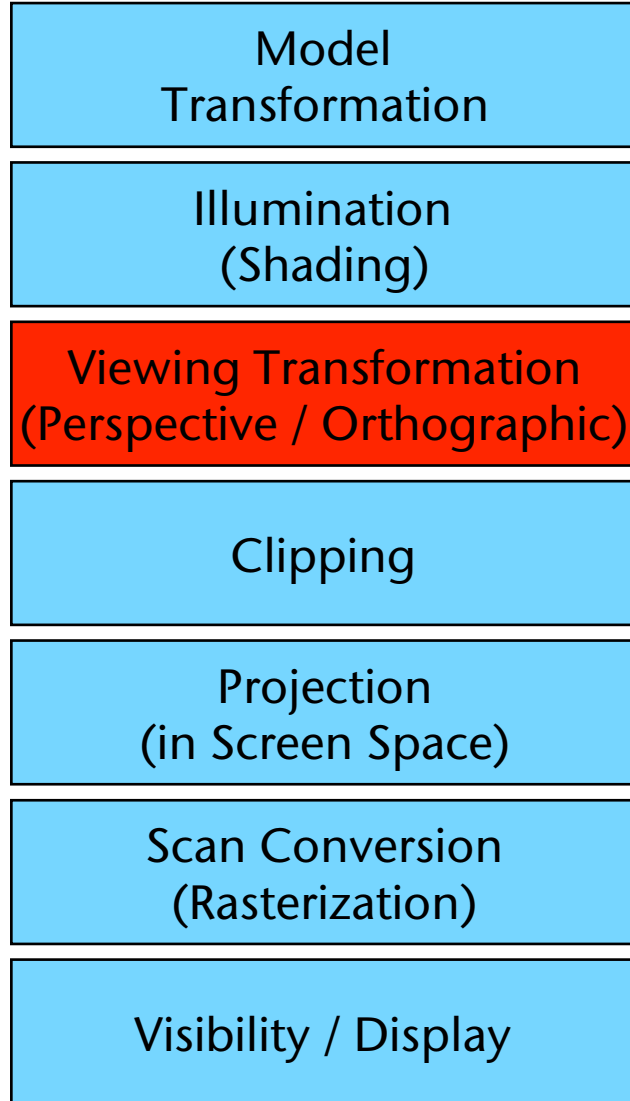 Model
Transformation
Illumination
(Shading)
Viewing Transformation
(Perspective / Orthographic)
Clipping
Projection
(in Screen Space)
Scan Conversion
(Rasterization)
Visibility / Display